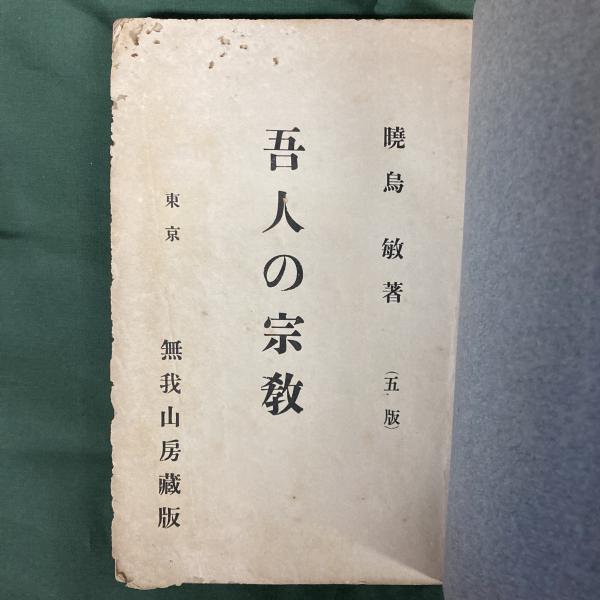 曉烏敏著 (五版)
吾人の宗教
東京 無我山房藏版